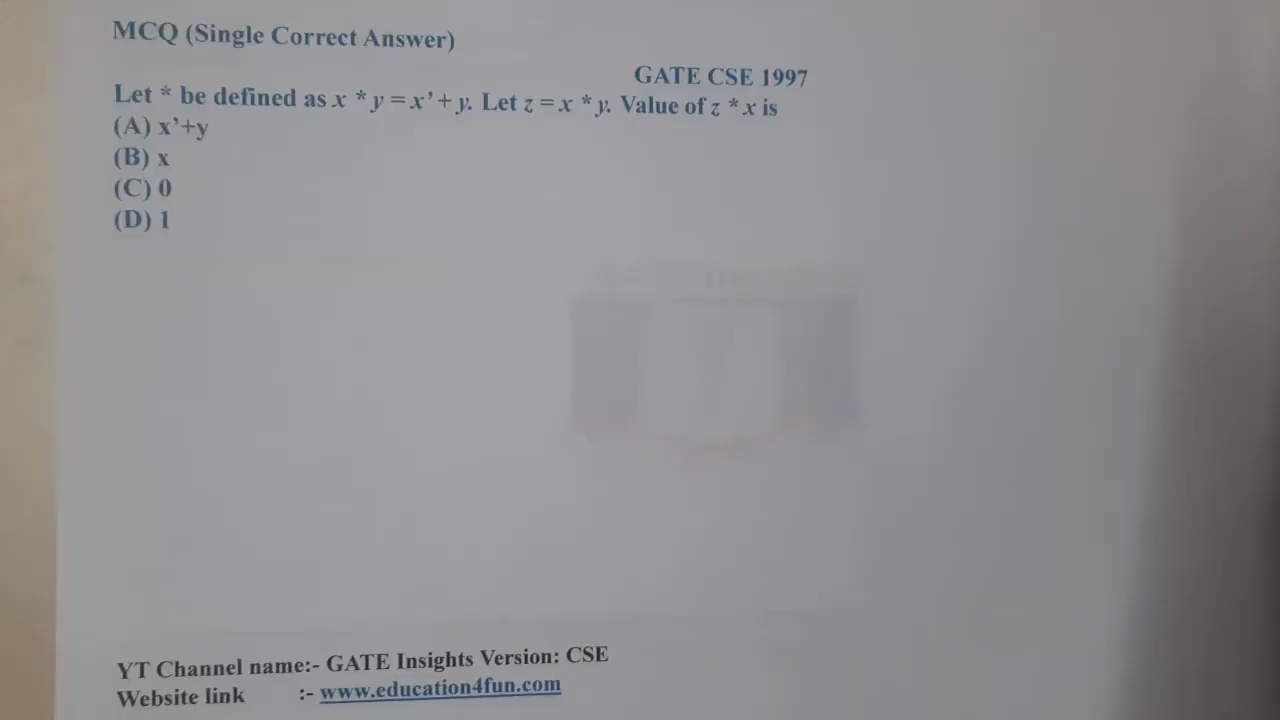 MCQ (Single Correct Answer)
GATE CSE 1997
Let * be defined as x * y = x’+ y. Let z = x * y. Value of z * x is
(A) x’+y
(B) x
(C) 0
(D) 1
YT Channel name:- GATE Insights Version: CSE
Website link :- www.education4fun.com